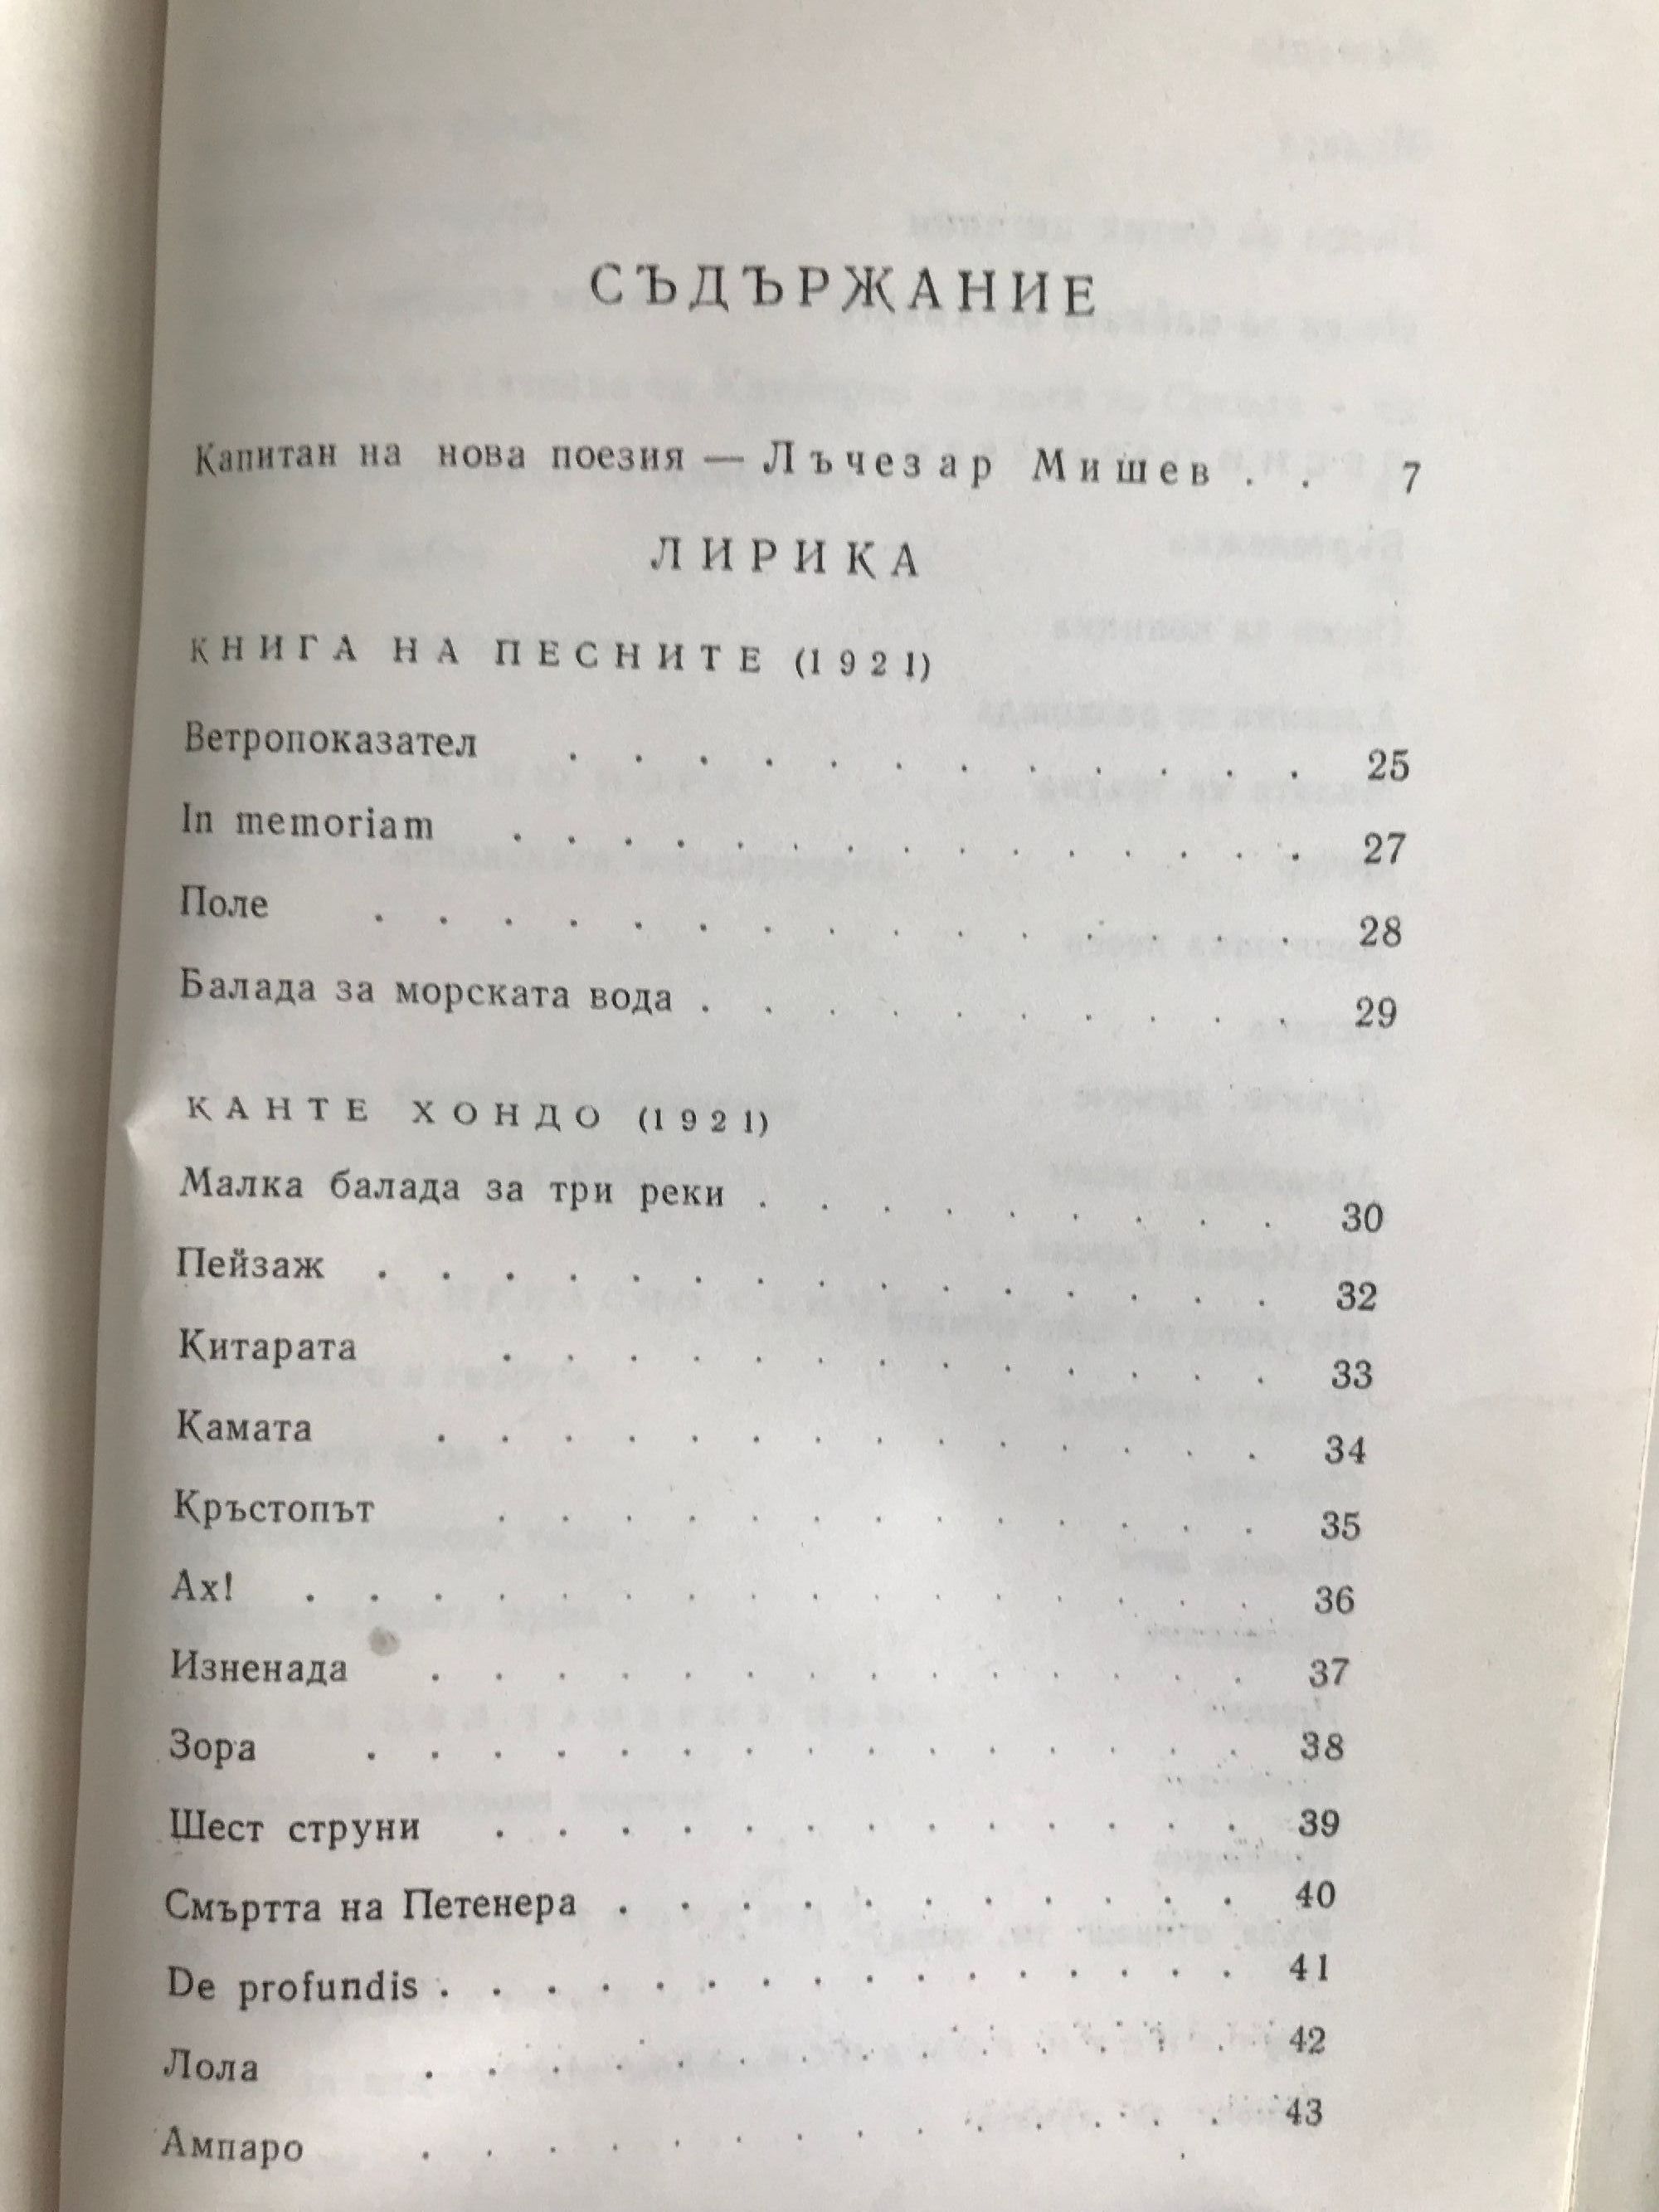 СЪДЪРЖАНИЕ
Капитан на нова поезия — Лъчезар Мишев . . 7
ЛИРИКА
КНИГА НА ПЕСНИТЕ (1921)
Ветропоказател . . . . . . . . . . . . 25
In memoriam . . . . . . . . . . . . . . . 27
Поле . . . . . . . . . . . . . . . 28
Балада за морската вода . . . . . . . . . . 29
КАНТЕ ХОНДО (1921)
Малка балада за три реки . . . . . . . . . 30
Пейзаж . . . . . . . . . . . . . . . 32
Китарата . . . . . . . . . . . . . 33
Камата . . . . . . . . . . . . . . 34
Кръстопът . . . . . . . . . . . . . 35
Ах! . . . . . . . . . . . . . . . . 36
Изненада . . . . . . . . . . . . . . 37
Зора . . . . . . . . . . . . . . . 38
Шест струни . . . . . . . . . . . . . 39
Смъртта на Петенера . . . . . . . . . . . 40
De profundis . . . . . . . . . . . . . . . . 41
Лола . . . . . . . . . . . . . . 42
Ампаро . . . . . . . . . . . . . . 43